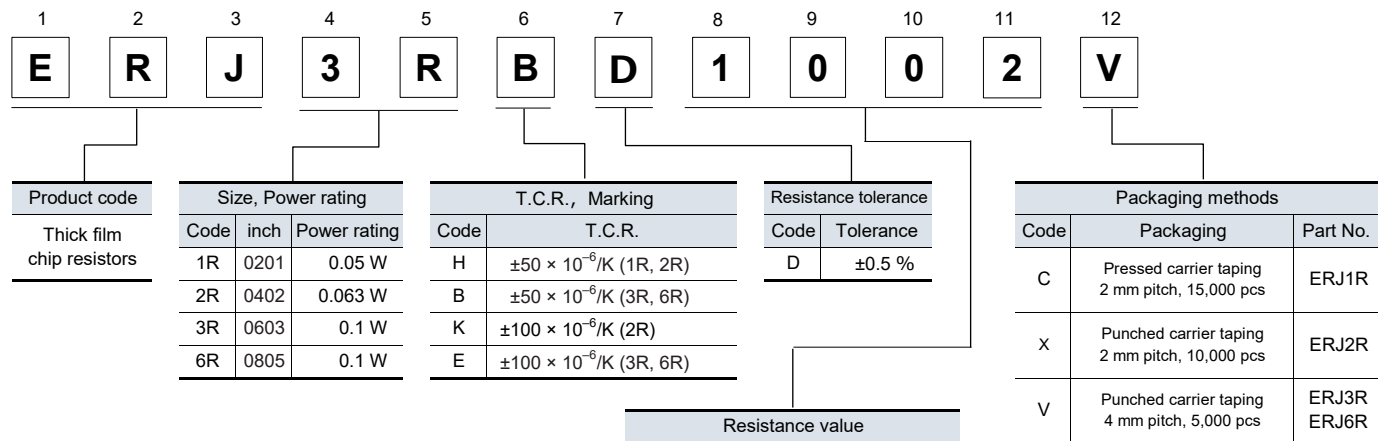 1 2 3 4 5 6 7 8 9 10 11 12
E R J 3 R B D 1 0 0 2 V
Product code
Thick film
chip resistors
Size, Power rating
Code inch Power rating
1R 0201 0.05 W
2R 0402 0.063 W
3R 0603 0.1 W
6R 0805 0.1 W
T.C.R., Marking
Code T.C.R.
H ±50 × 10⁻⁶/K (1R, 2R)
B ±50 × 10⁻⁶/K (3R, 6R)
K ±100 × 10⁻⁶/K (2R)
E ±100 × 10⁻⁶/K (3R, 6R)
Resistance tolerance
Code Tolerance
D ±0.5 %
Resistance value
Packaging methods
Code Packaging Part No.
C Pressed carrier taping
2 mm pitch, 15,000 pcs ERJ1R
X Punched carrier taping
2 mm pitch, 10,000 pcs ERJ2R
V Punched carrier taping ERJ3R
4 mm pitch, 5,000 pcs ERJ6R